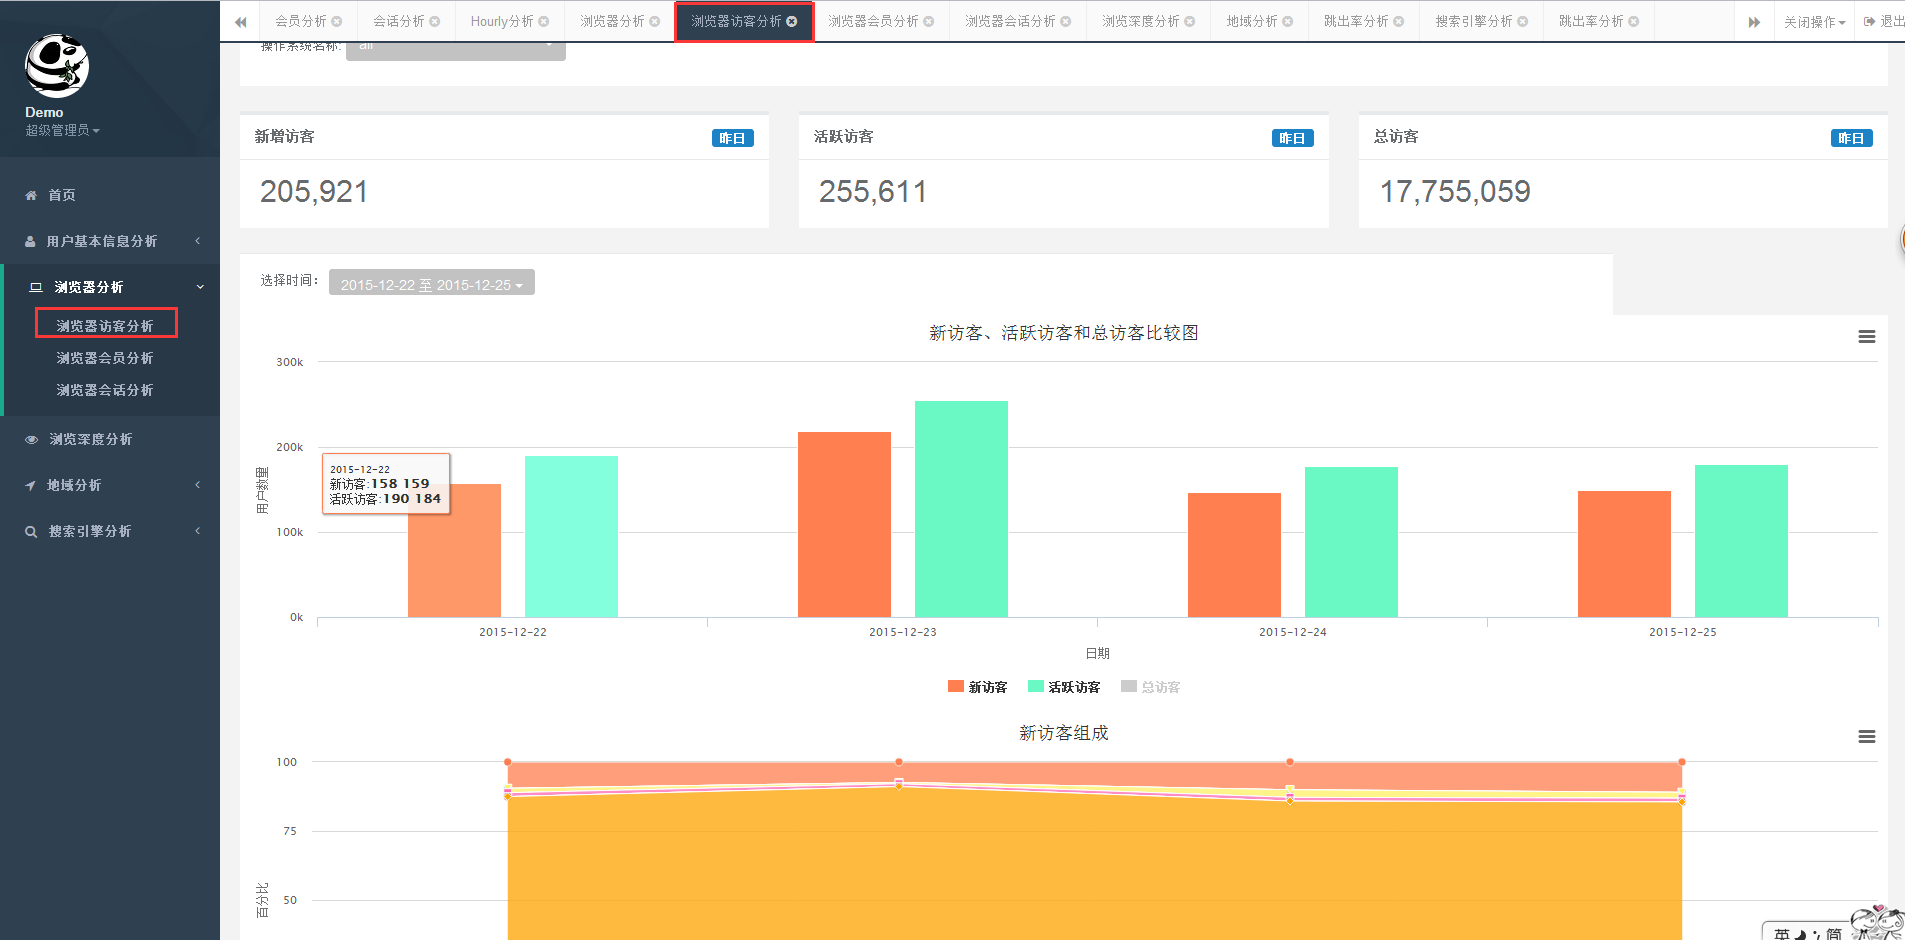 会员分析
会话分析
Hourly分析
浏览器分析
浏览器访客分析
浏览器会员分析
浏览器会话分析
浏览深度分析
地域分析
跳出率分析
搜索引擎分析
跳出率分析
关闭操作
退出
Demo
超级管理员
首页
用户基本信息分析
浏览器分析
浏览器访客分析
浏览器会员分析
浏览器会话分析
浏览深度分析
地域分析
搜索引擎分析
操作系统名称: all
新增访客 昨日
205,921
活跃访客 昨日
255,611
总访客 昨日
17,755,059
选择时间： 2015-12-22 至 2015-12-25
新访客、活跃访客和总访客比较图
300k
200k
100k
0k
用户数量
2015-12-22
新访客:158 159
活跃访客:190 184
2015-12-22
2015-12-23
2015-12-24
2015-12-25
日期
新访客 活跃访客 总访客
新访客组成
100
75
50
百分比
英 简